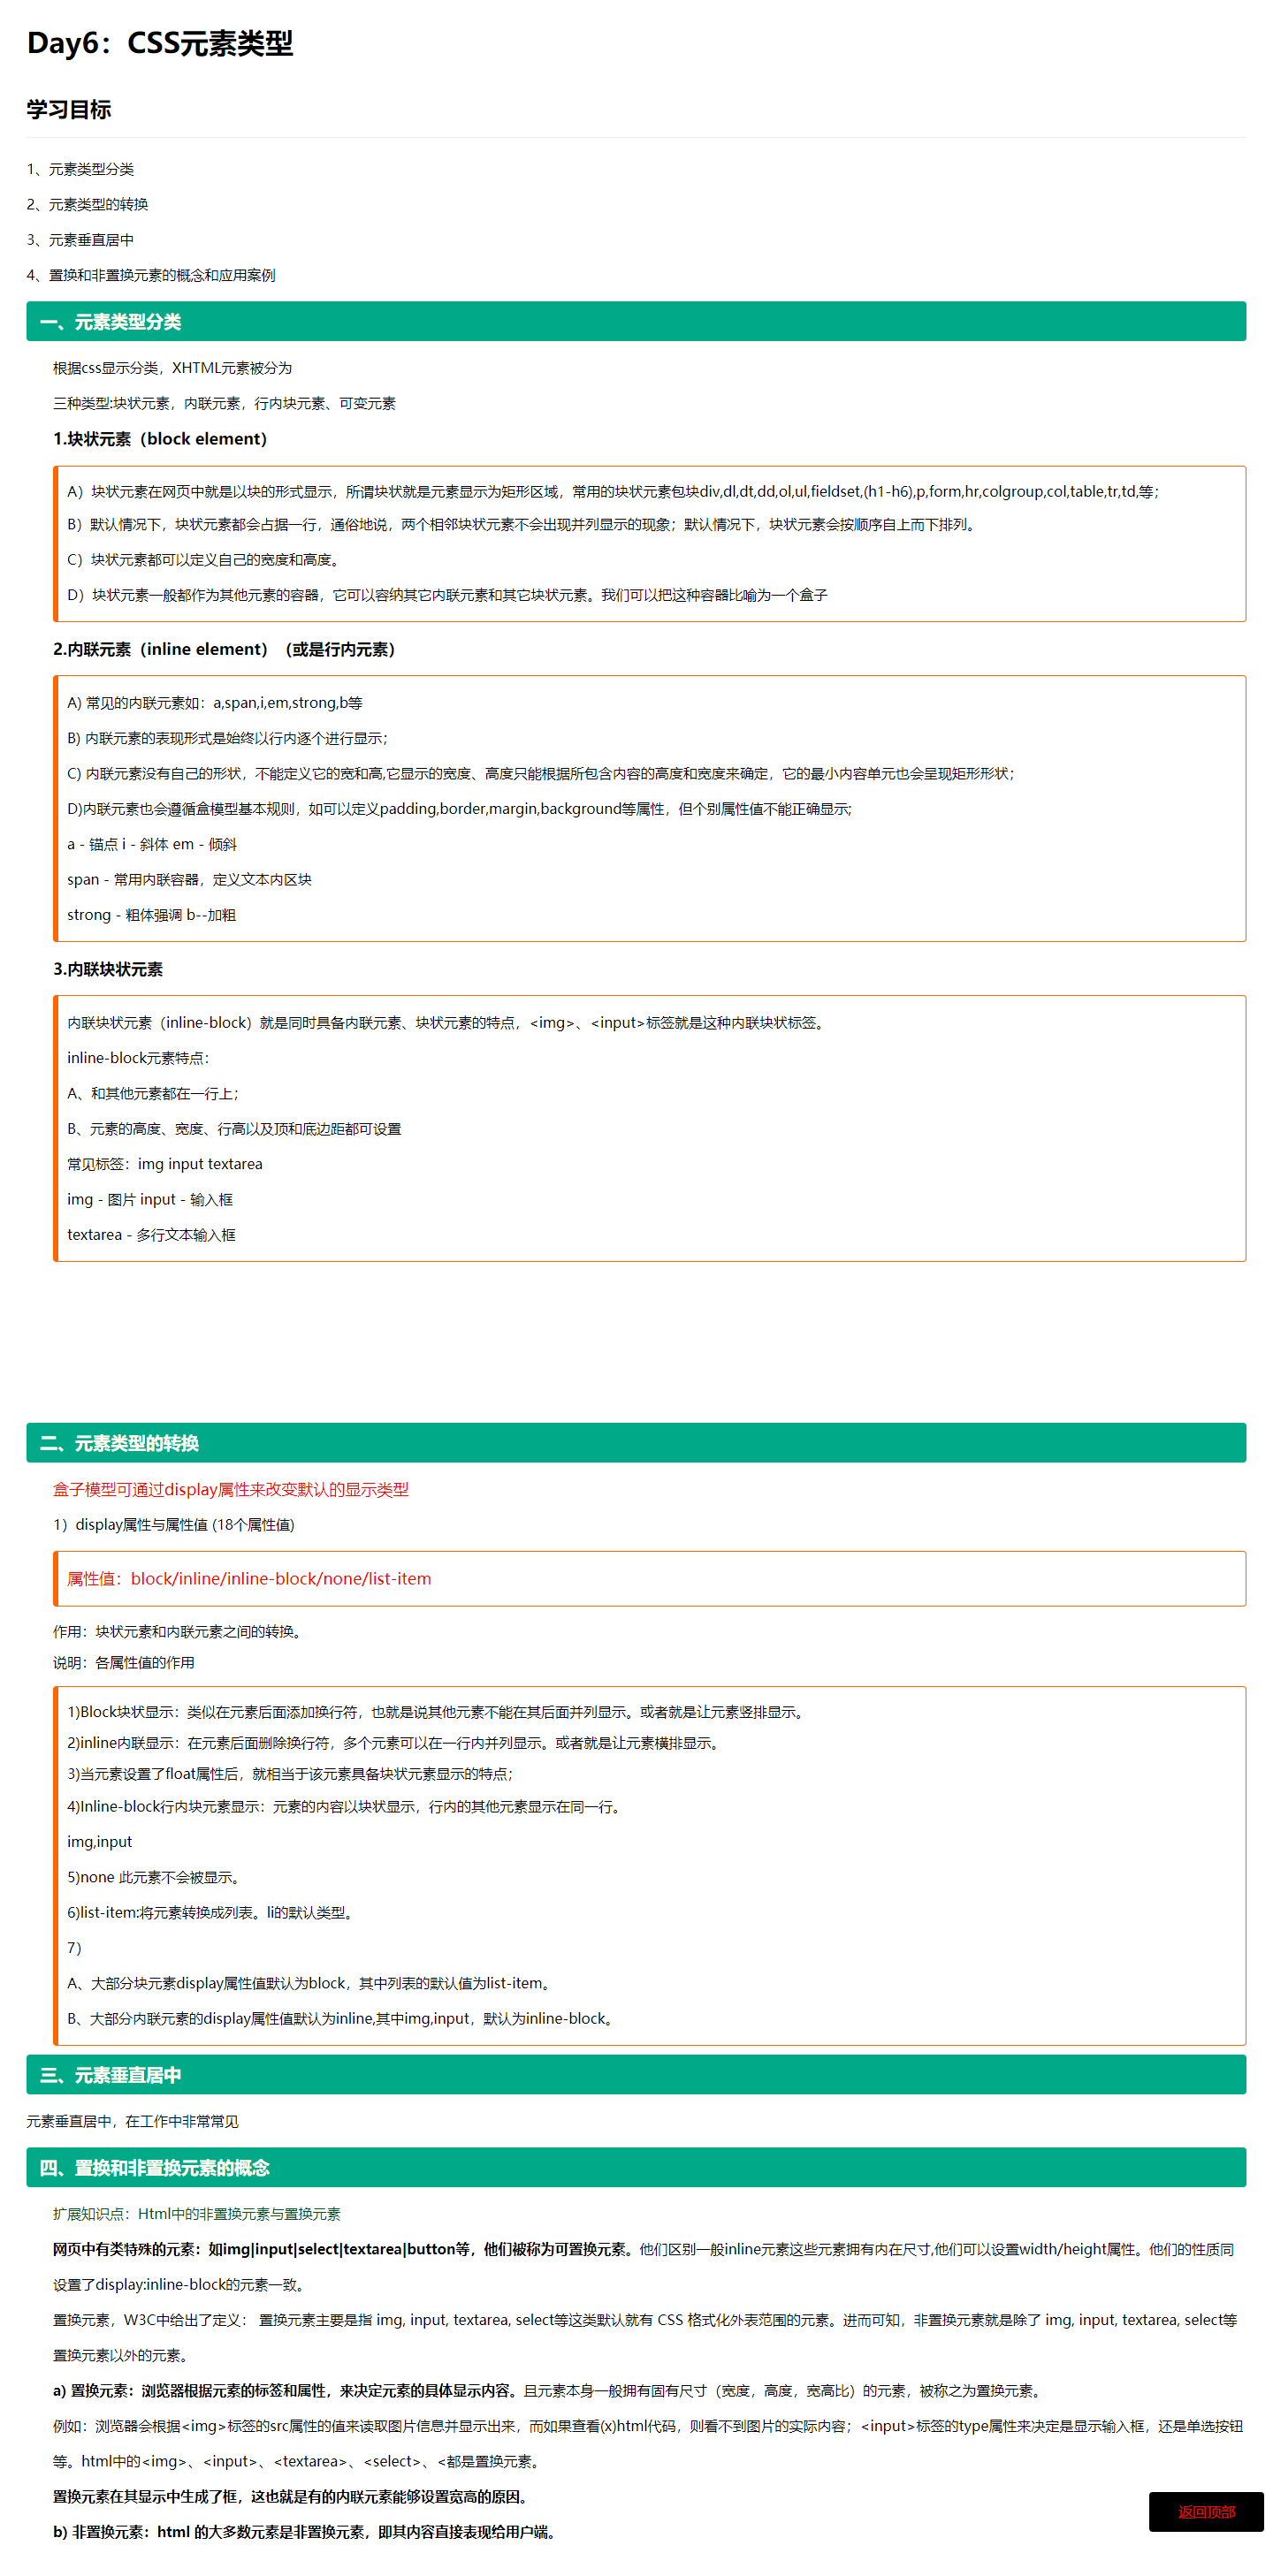 Day6：CSS元素类型
学习目标
1、元素类型分类
2、元素类型的转换
3、元素垂直居中
4、置换和非置换元素的概念和应用案例
一、元素类型分类
根据css显示分类，XHTML元素被分为
三种类型:块状元素，内联元素，行内块元素、可变元素
1.块状元素（block element）
A）块状元素在网页中就是以块的形式显示，所谓块状就是元素显示为矩形区域，常用的块状元素包块div,dl,dt,dd,ol,ul,fieldset,(h1-h6),p,form,hr,colgroup,col,table,tr,td,等；
B）默认情况下，块状元素都会占据一行，通俗地说，两个相邻块状元素不会出现并列显示的现象；默认情况下，块状元素会按顺序自上而下排列。
C）块状元素都可以定义自己的宽度和高度。
D）块状元素一般都作为其他元素的容器，它可以容纳其它内联元素和其它块状元素。我们可以把这种容器比喻为一个盒子
2.内联元素（inline element）（或是行内元素）
A) 常见的内联元素如：a,span,i,em,strong,b等
B) 内联元素的表现形式是始终以行内逐个进行显示；
C) 内联元素没有自己的形状，不能定义它的宽和高,它显示的宽度、高度只能根据所包含内容的高度和宽度来确定，它的最小内容单元也会呈现矩形形状；
D)内联元素也会遵循盒模型基本规则，如可以定义padding,border,margin,background等属性，但个别属性值不能正确显示;
a - 锚点 i - 斜体 em - 倾斜
span - 常用内联容器，定义文本内区块
strong - 粗体强调 b--加粗
3.内联块状元素
内联块状元素（inline-block）就是同时具备内联元素、块状元素的特点，<img>、<input>标签就是这种内联块状标签。
inline-block元素特点：
A、和其他元素都在一行上；
B、元素的高度、宽度、行高以及顶和底边距都可设置
常见标签：img input textarea
img - 图片 input - 输入框
textarea - 多行文本输入框
二、元素类型的转换
盒子模型可通过display属性来改变默认的显示类型
1）display属性与属性值 (18个属性值)
属性值：block/inline/inline-block/none/list-item
作用：块状元素和内联元素之间的转换。
说明：各属性值的作用
1)Block块状显示：类似在元素后面添加换行符，也就是说其他元素不能在其后面并列显示。或者就是让元素竖排显示。
2)inline内联显示：在元素后面删除换行符，多个元素可以在一行内并列显示。或者就是让元素横排显示。
3)当元素设置了float属性后，就相当于该元素具备块状元素显示的特点；
4)Inline-block行内块元素显示：元素的内容以块状显示，行内的其他元素显示在同一行。
img,input
5)none 此元素不会被显示。
6)list-item:将元素转换成列表。li的默认类型。
7）
A、大部分块元素display属性值默认为block，其中列表的默认值为list-item。
B、大部分内联元素的display属性值默认为inline,其中img,input，默认为inline-block。
三、元素垂直居中
元素垂直居中，在工作中非常常见
四、置换和非置换元素的概念
扩展知识点：Html中的非置换元素与置换元素
网页中有类特殊的元素：如img|input|select|textarea|button等，他们被称为可置换元素。他们区别一般inline元素这些元素拥有内在尺寸,他们可以设置width/height属性。他们的性质同
设置了display:inline-block的元素一致。
置换元素，W3C中给出了定义： 置换元素主要是指 img, input, textarea, select等这类默认就有 CSS 格式化外表范围的元素。进而可知，非置换元素就是除了 img, input, textarea, select等
置换元素以外的元素。
a) 置换元素：浏览器根据元素的标签和属性，来决定元素的具体显示内容。且元素本身一般拥有固有尺寸（宽度，高度，宽高比）的元素，被称之为置换元素。
例如：浏览器会根据<img>标签的src属性的值来读取图片信息并显示出来，而如果查看(x)html代码，则看不到图片的实际内容；<input>标签的type属性来决定是显示输入框，还是单选按钮
等。html中的<img>、<input>、<textarea>、<select>、<都是置换元素。
置换元素在其显示中生成了框，这也就是有的内联元素能够设置宽高的原因。
返回顶部
b) 非置换元素：html 的大多数元素是非置换元素，即其内容直接表现给用户端。